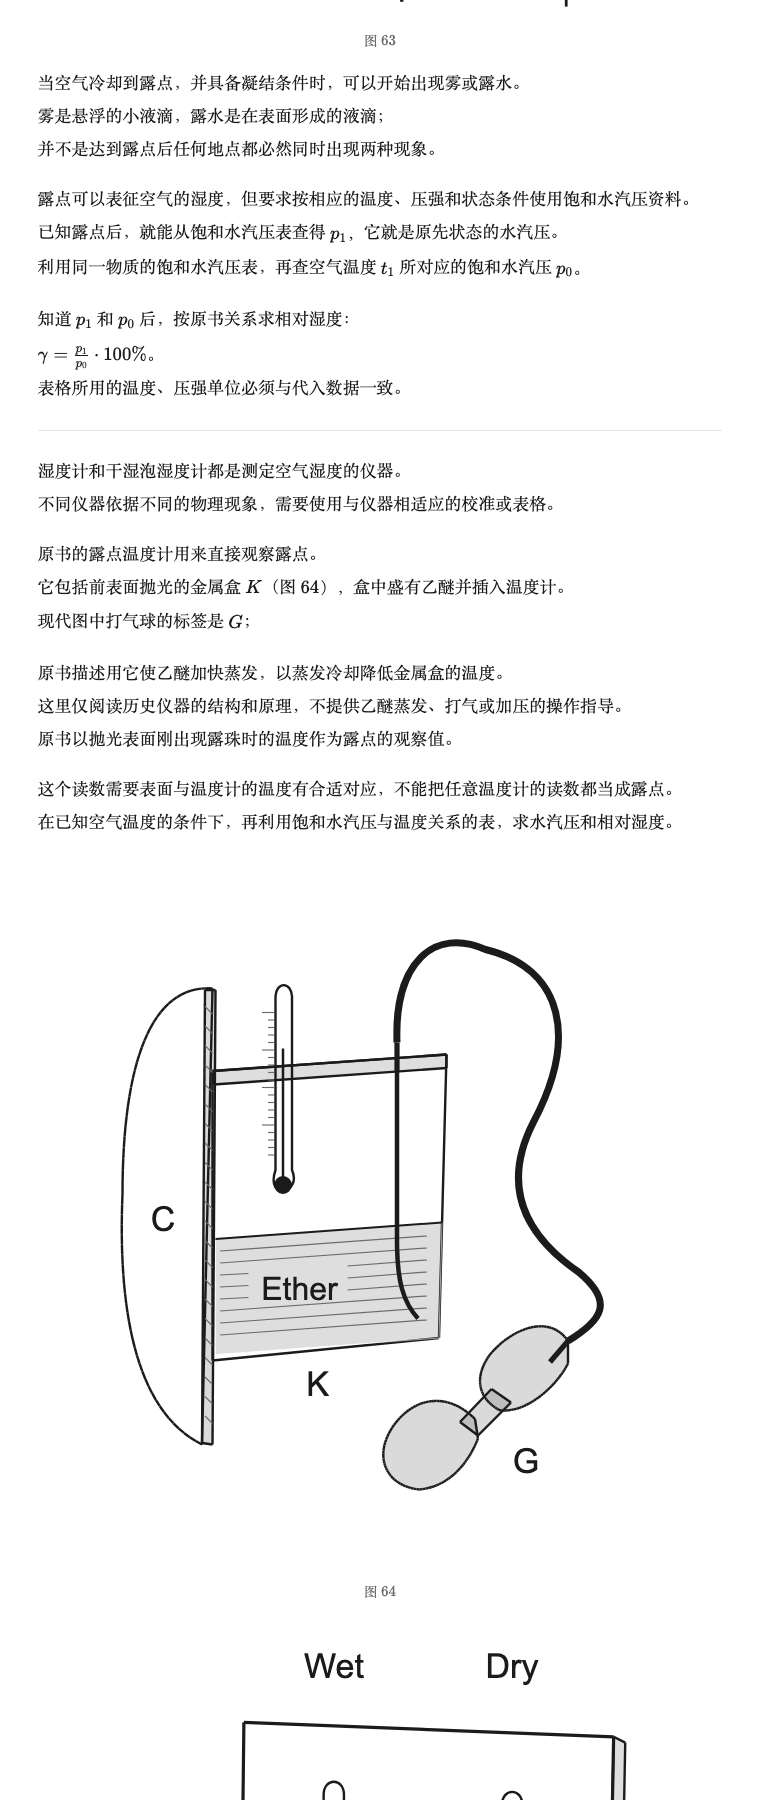 图 63
当空气冷却到露点，并具备凝结条件时，可以开始出现雾或露水。
雾是悬浮的小液滴，露水是在表面形成的液滴；
并不是达到露点后任何地点都必然同时出现两种现象。
露点可以表征空气的湿度，但要求按相应的温度、压强和状态条件使用饱和水汽压资料。
已知露点后，就能从饱和水汽压表查得 p₁，它就是原先状态的水汽压。
利用同一物质的饱和水汽压表，再查空气温度 t₁ 所对应的饱和水汽压 p₀。
知道 p₁ 和 p₀ 后，按原书关系求相对湿度：
γ = p₁/p₀ · 100%。
表格所用的温度、压强单位必须与代入数据一致。
湿度计和干湿泡湿度计都是测定空气湿度的仪器。
不同仪器依据不同的物理现象，需要使用与仪器相适应的校准或表格。
原书的露点温度计用来直接观察露点。
它包括前表面抛光的金属盒 K（图 64），盒中盛有乙醚并插入温度计。
现代图中打气球的标签是 G；
原书描述用它使乙醚加快蒸发，以蒸发冷却降低金属盒的温度。
这里仅阅读历史仪器的结构和原理，不提供乙醚蒸发、打气或加压的操作指导。
原书以抛光表面刚出现露珠时的温度作为露点的观察值。
这个读数需要表面与温度计的温度有合适对应，不能把任意温度计的读数都当成露点。
在已知空气温度的条件下，再利用饱和水汽压与温度关系的表，求水汽压和相对湿度。
C
Ether
K
G
图 64
Wet Dry